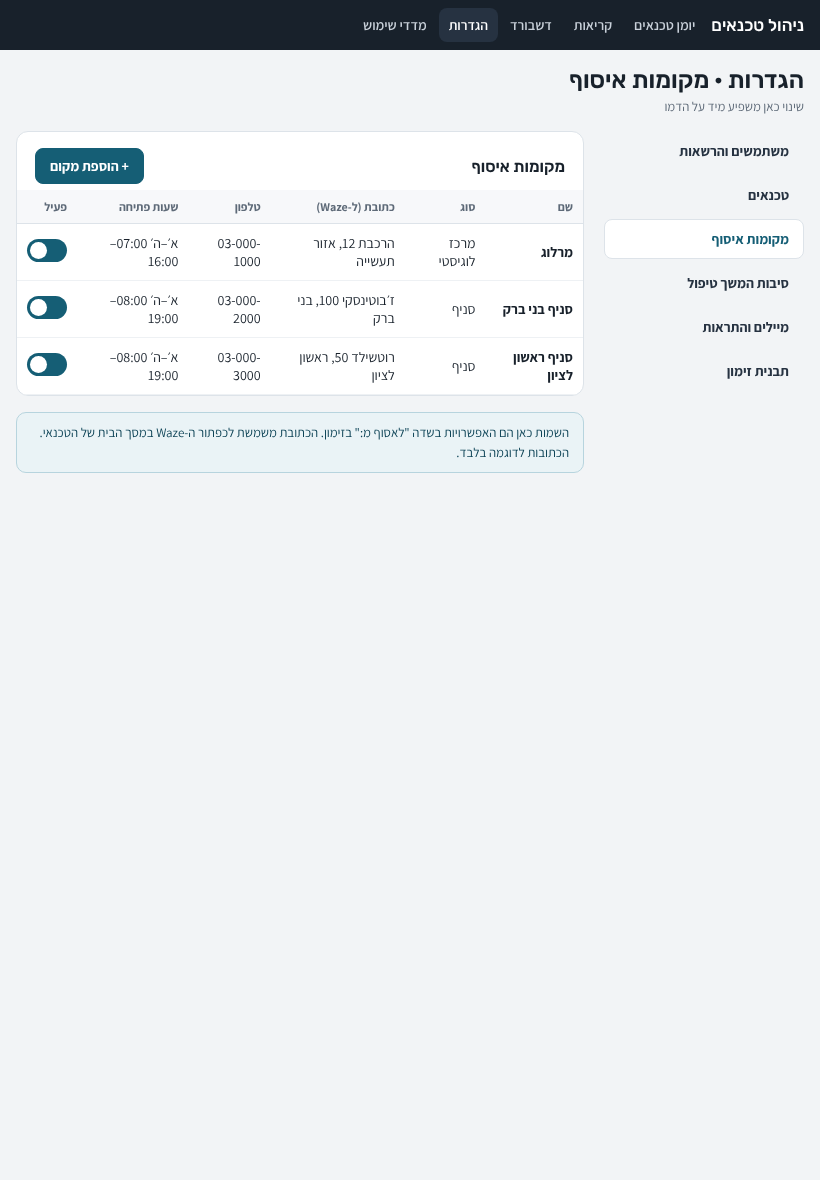 ניהול טכנאים
יומן טכנאים
קריאות
דשבורד
הגדרות
מדדי שימוש
הגדרות • מקומות איסוף
שינוי כאן משפיע מיד על הדמו
משתמשים והרשאות
טכנאים
מקומות איסוף
סיבות המשך טיפול
מיילים והתראות
תבנית זימון
מקומות איסוף
+ הוספת מקום
שם
סוג
כתובת (ל-Waze)
טלפון
שעות פתיחה
פעיל
מרלוג
מרכז
לוגיסטי
הרכבת 12, אזור
תעשייה
03-000-
1000
א׳–ה׳ 07:00–
16:00
סניף בני ברק
סניף
ז׳בוטינסקי 100, בני
ברק
03-000-
2000
א׳–ה׳ 08:00–
19:00
סניף ראשון
לציון
סניף
רוטשילד 50, ראשון
לציון
03-000-
3000
א׳–ה׳ 08:00–
19:00
השמות כאן הם האפשרויות בשדה "לאסוף מ:" בזימון. הכתובת משמשת לכפתור ה-Waze במסך הבית של הטכנאי.
הכתובות לדוגמה בלבד.